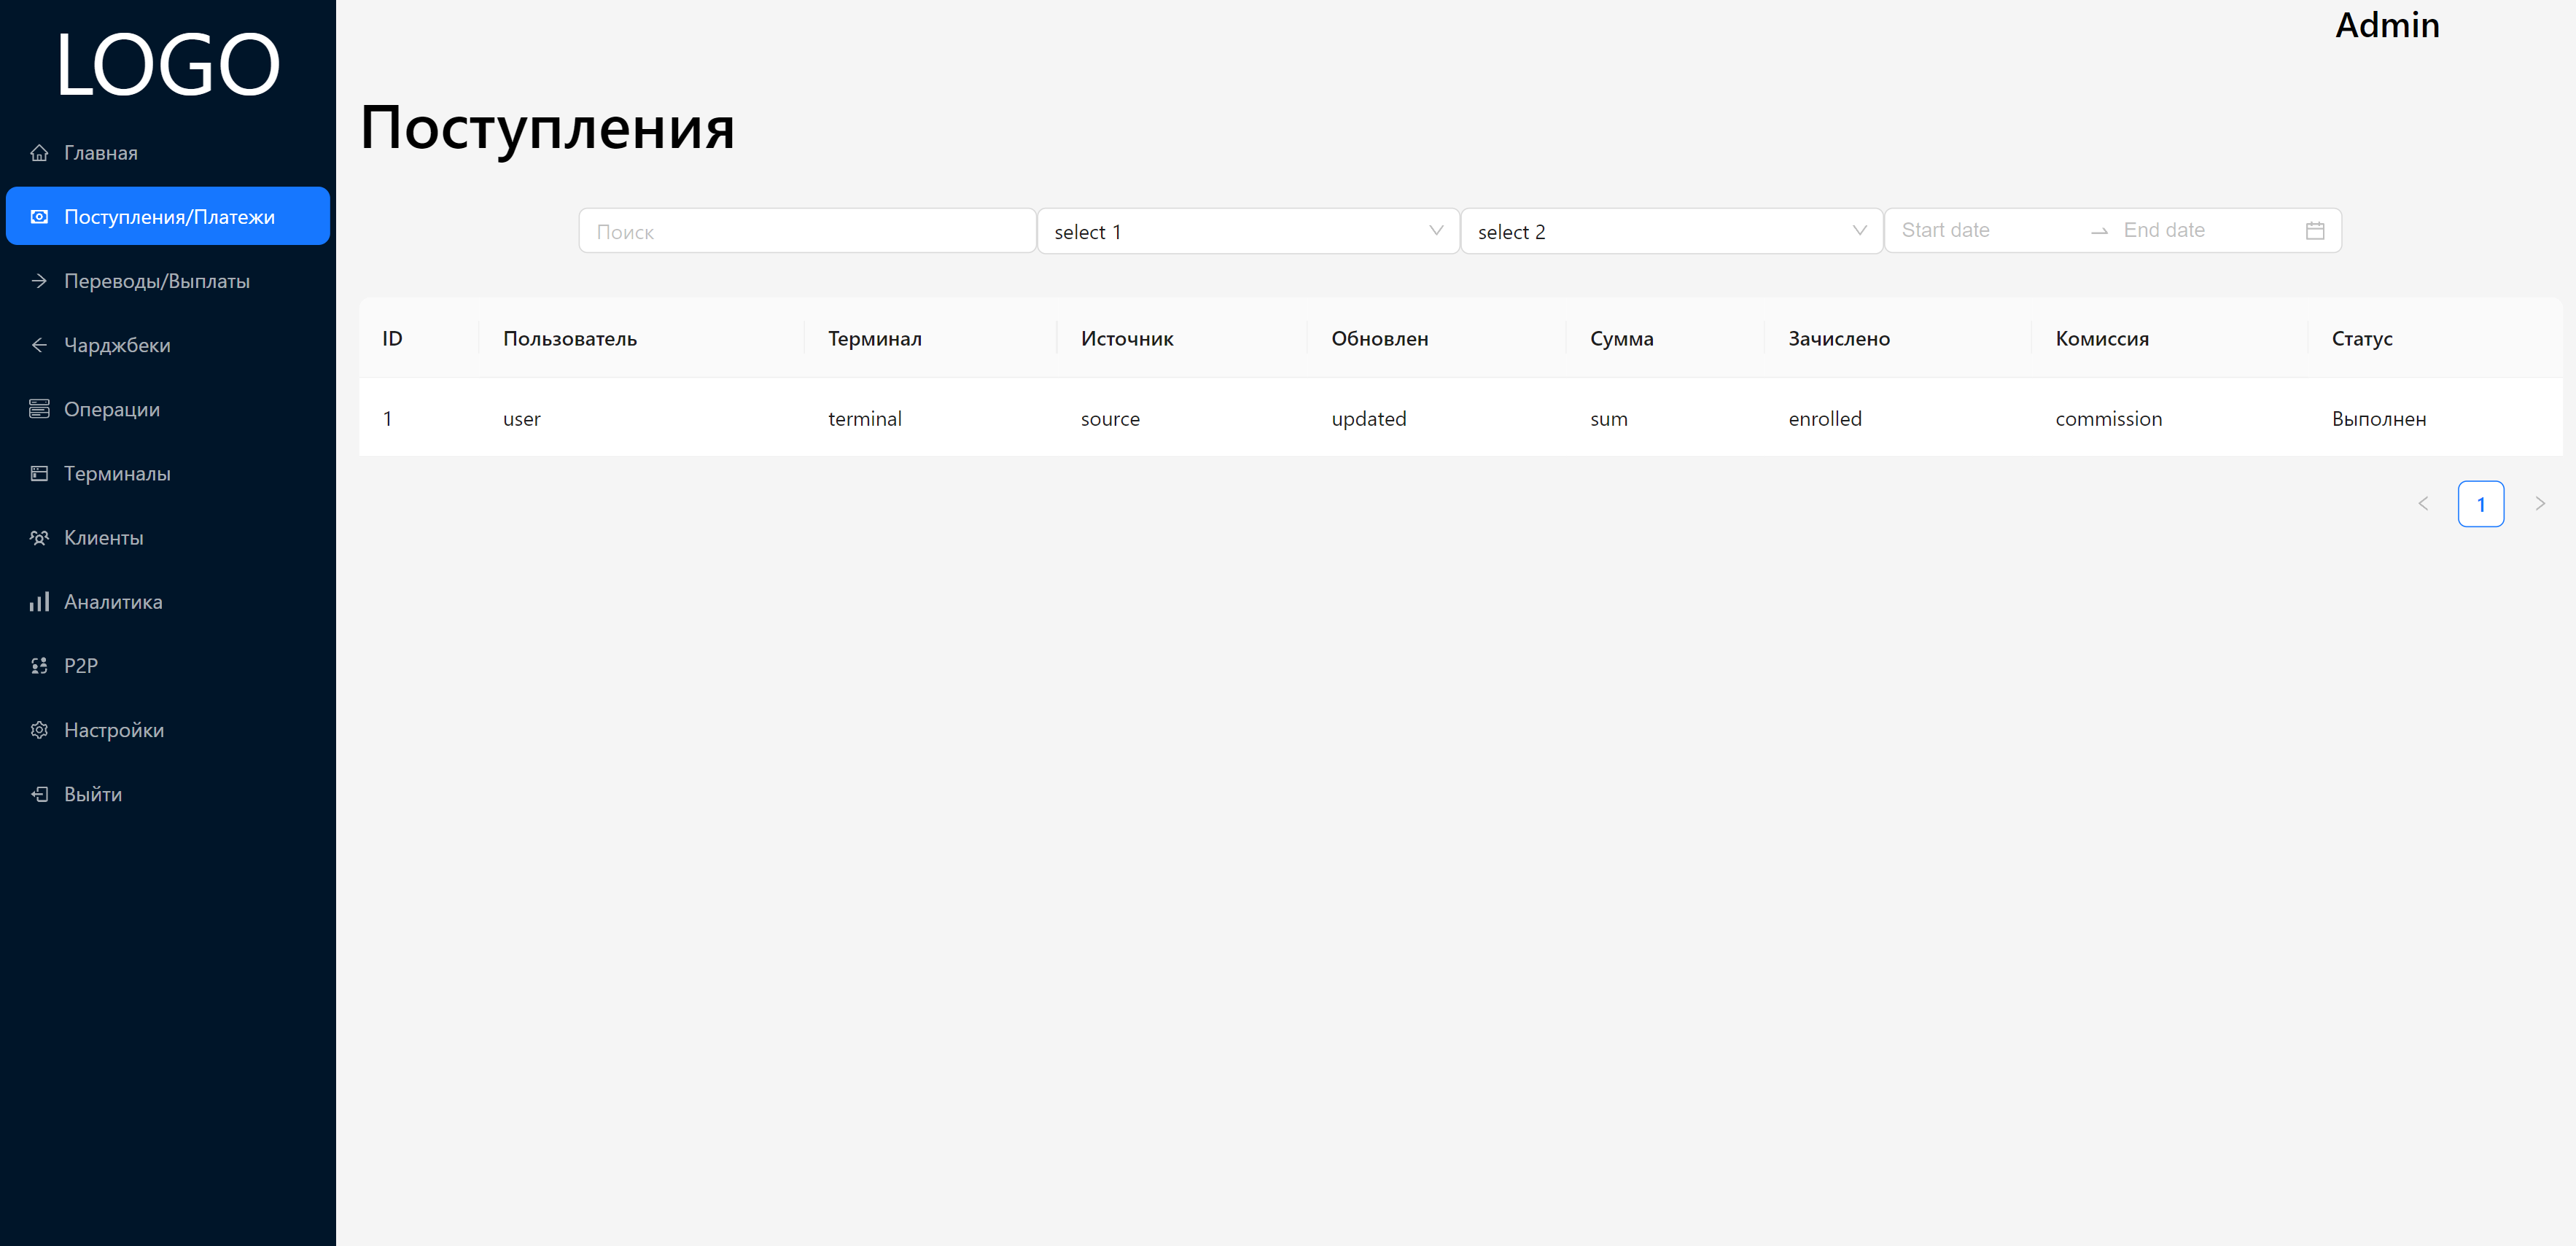 LOGO
Главная
Поступления/Платежи
Переводы/Выплаты
Чарджбеки
Операции
Терминалы
Клиенты
Аналитика
P2P
Настройки
Выйти
Admin
Поступления
Поиск select 1 select 2 Start date End date
ID Пользователь Терминал Источник Обновлен Сумма Зачислено Комиссия Статус
1 user terminal source updated sum enrolled commission Выполнен
1